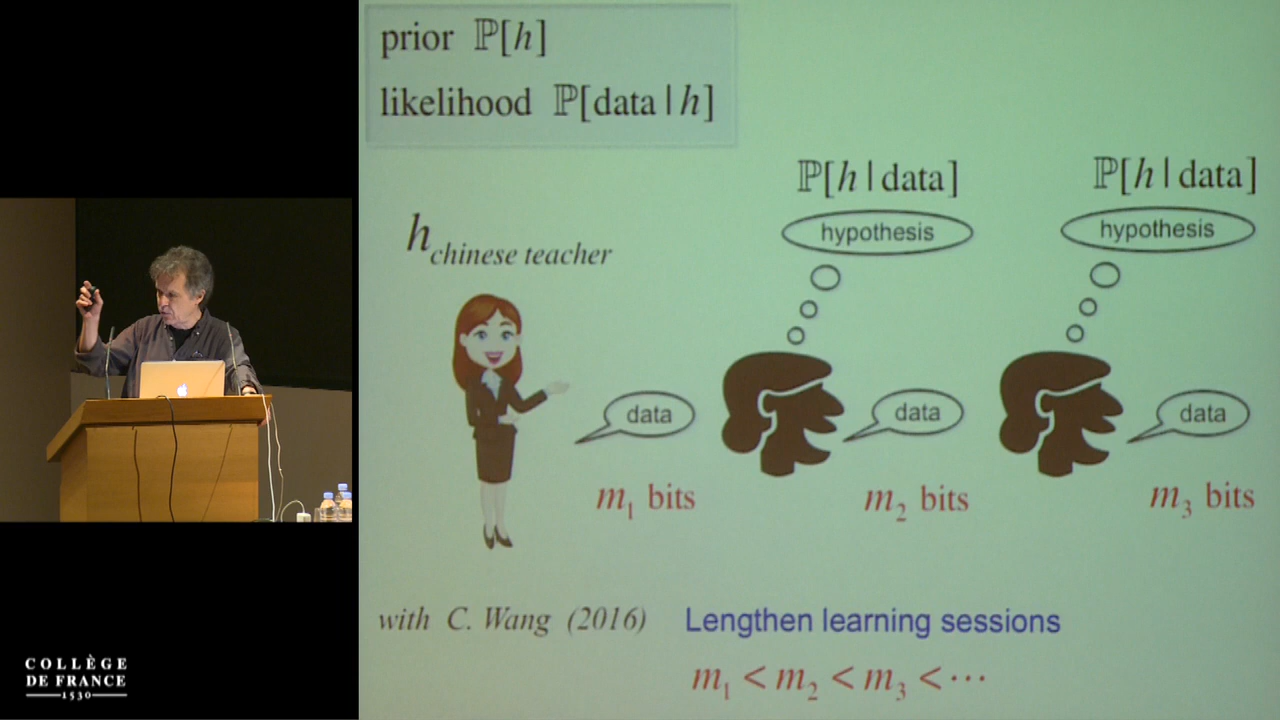 prior ℙ[h]
likelihood ℙ[data | h]
ℙ[h | data]
ℙ[h | data]
hypothesis
hypothesis
h chinese teacher
data
data
data
m₁ bits
m₂ bits
m₃ bits
with C. Wang (2016)
Lengthen learning sessions
m₁ < m₂ < m₃ < ⋯
COLLÈGE
DE FRANCE
1530